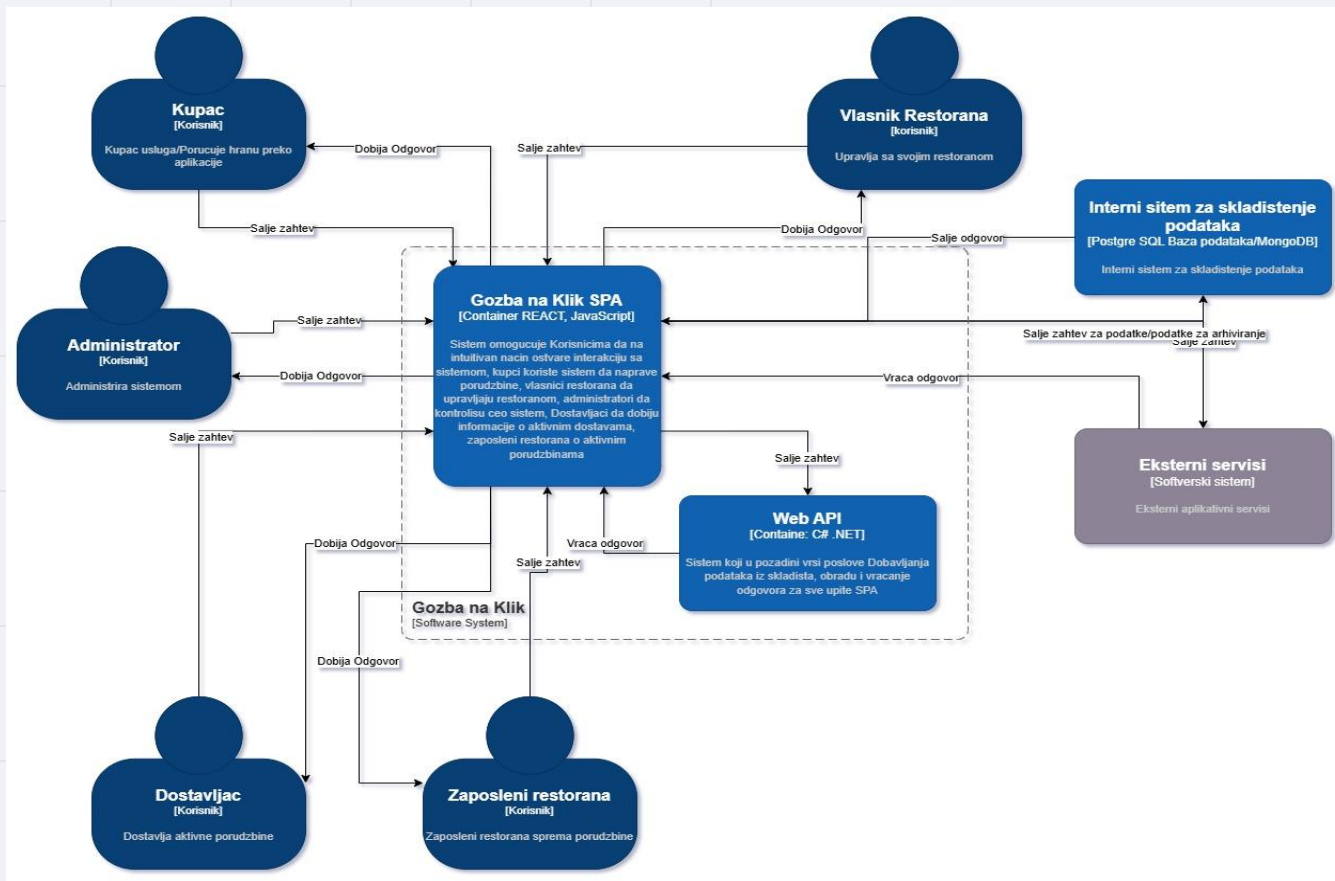 Kupac
[Korisnik]
Kupac usluga/Porucuje hranu preko
aplikacije
Vlasnik Restorana
[korisnik]
Upravlja sa svojim restoranom
Dobija Odgovor
Salje zahtev
Interni sitem za skladistenje
podataka
[Postgre SQL Baza podataka/MongoDB]
Interni sistem za skladistenje podataka
Salje zahtev
Dobija Odgovor
Salje odgovor
Administrator
[Korisnik]
Administrira sistemom
Salje zahtev
Dobija Odgovor
Gozba na Klik SPA
[Container REACT, JavaScript]
Sistem omogucuje Korisnicima da na
intuitivan nacin ostvare interakciju sa
sistemom, kupci koriste sistem da naprave
porudzbine, vlasnici restorana da
upravljaju restoranom, administratori da
kontrolisu ceo sistem, Dostavljaci da dobiju
informacije o aktivnim dostavama,
zaposleni restorana o aktivnim
porudzbinama
Salje zahtev za podatke/podatke za arhiviranje
Salje zahtev
Vraca odgovor
Salje zahtev
Salje zahtev
Eksterni servisi
[Softverski sistem]
Eksterni aplikativni servisi
Web API
[Containe: C# .NET]
Sistem koji u pozadini vrsi poslove Dobavljanja
podataka iz skladista, obradu i vracanje
odgovora za sve upite SPA
Dobija Odgovor
Vraca odgovor
Salje zahtev
Gozba na Klik
[Software System]
Dobija Odgovor
Dostavljac
[Korisnik]
Dostavlja aktivne porudzbine
Zaposleni restorana
[Korisnik]
Zaposleni restorana sprema porudzbine